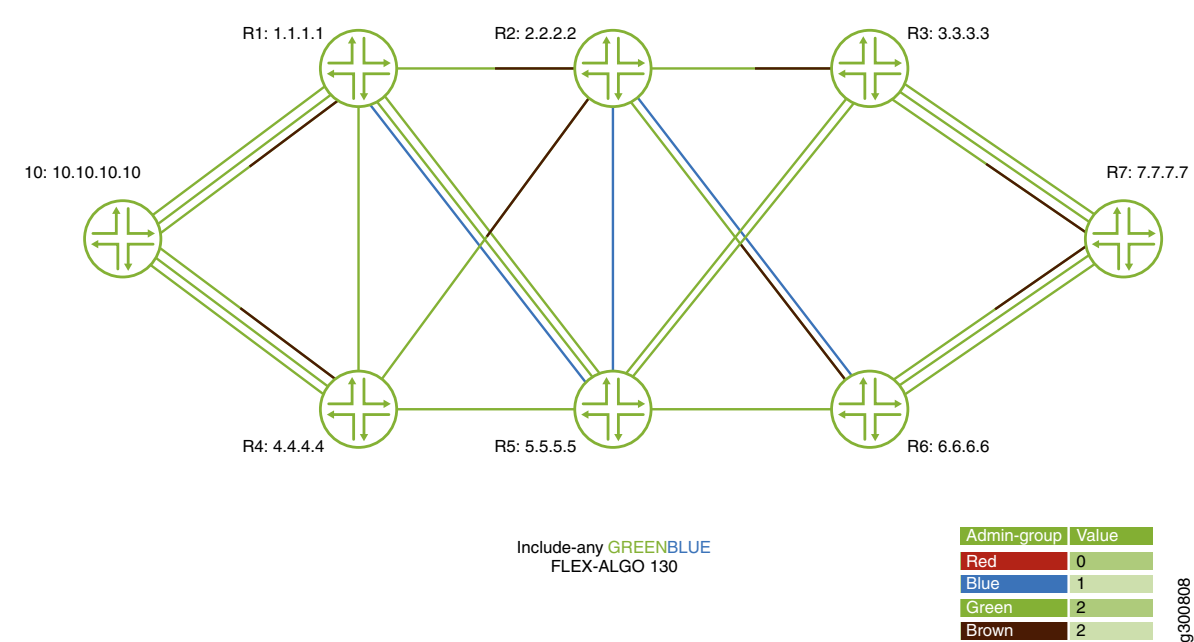 R1: 1.1.1.1
R2: 2.2.2.2
R3: 3.3.3.3
10: 10.10.10.10
R7: 7.7.7.7
R4: 4.4.4.4
R5: 5.5.5.5
R6: 6.6.6.6
Include-any GREENBLUE
FLEX-ALGO 130
Admin-group Value
Red 0
Blue 1
Green 2
Brown 2
g300808